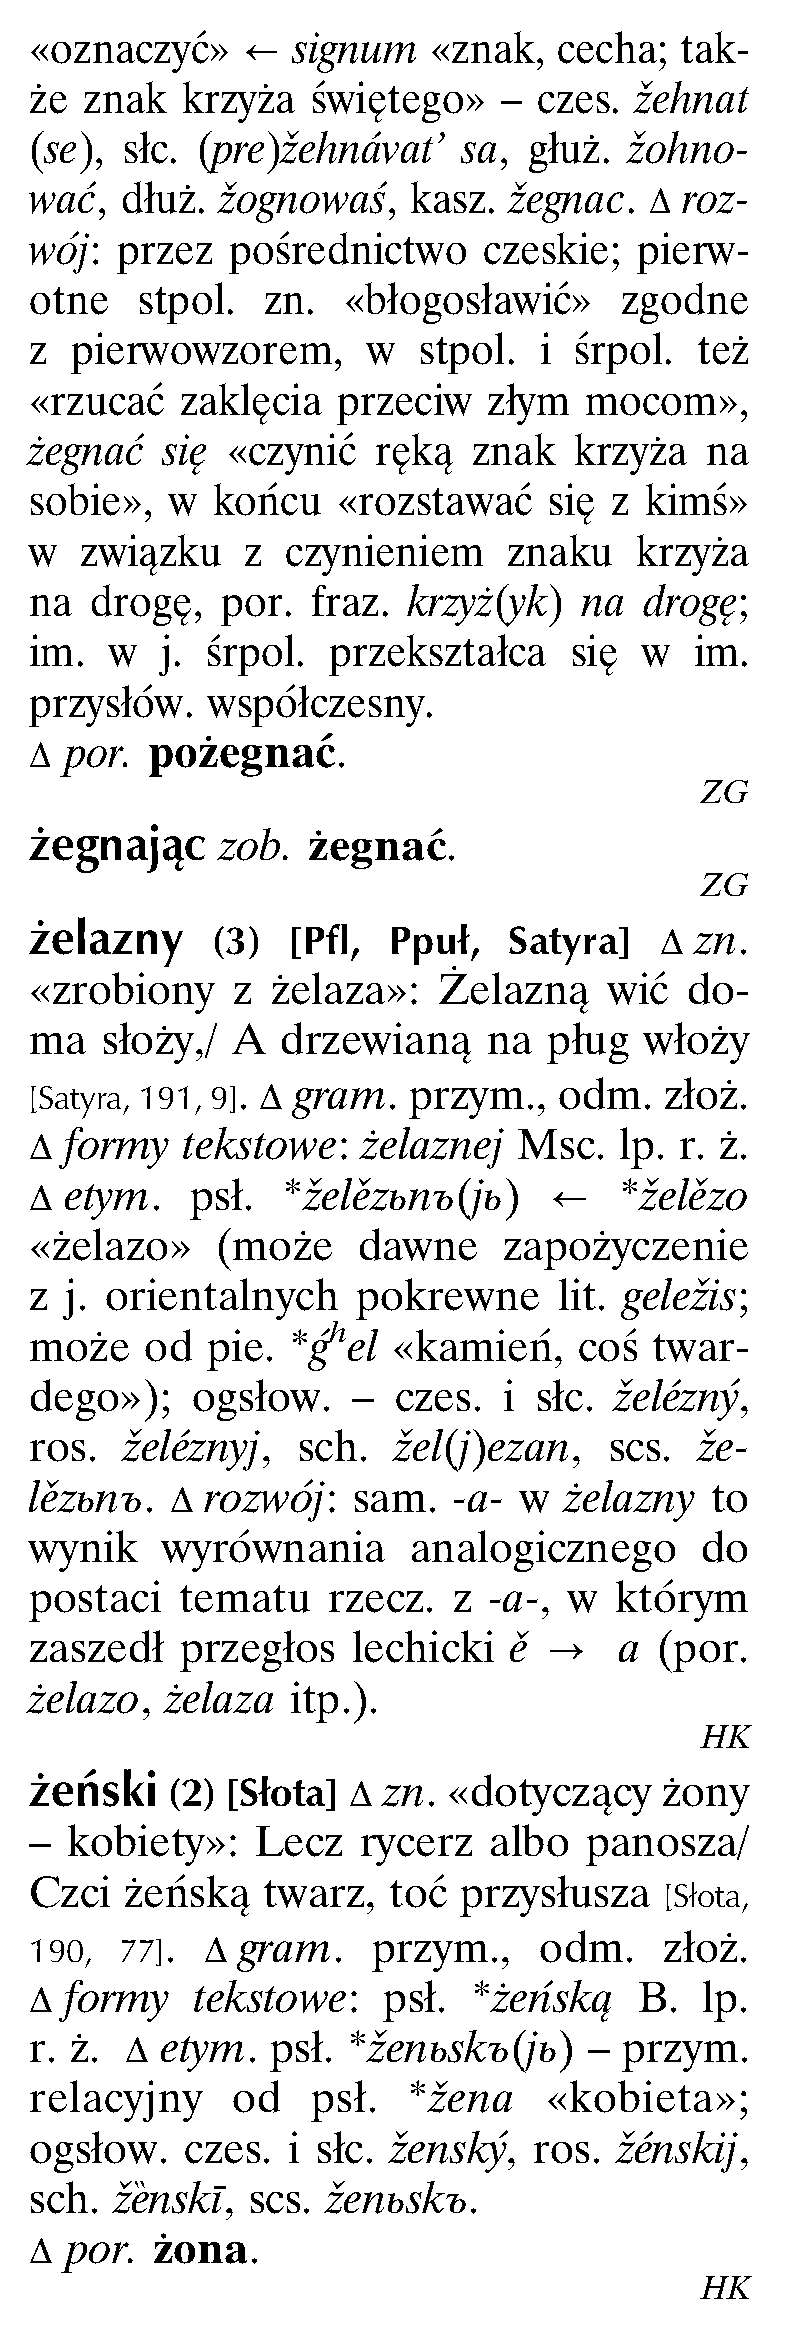 «oznaczyć» ← signum «znak, cecha; tak-
że znak krzyża świętego» – czes. žehnat
(se), słc. (pre)žehnávat’ sa, głuż. žohno-
wać, dłuż. žognowaś, kasz. žegnac. Δ roz-
wój: przez pośrednictwo czeskie; pierw-
otne stpol. zn. «błogosławić» zgodne
z pierwowzorem, w stpol. i śrpol. też
«rzucać zaklęcia przeciw złym mocom»,
żegnać się «czynić ręką znak krzyża na
sobie», w końcu «rozstawać się z kimś»
w związku z czynieniem znaku krzyża
na drogę, por. fraz. krzyż(yk) na drogę;
im. w j. śrpol. przekształca się w im.
przysłów. współczesny.
Δ por. pożegnać.
ZG
żegnając zob. żegnać.
ZG
żelazny (3) [Pfl, Ppuł, Satyra] Δ zn.
«zrobiony z żelaza»: Żelazną wić do-
ma słoży,/ A drzewianą na pług włoży
[Satyra, 191, 9]. Δ gram. przym., odm. złoż.
Δ formy tekstowe: żelaznej Msc. lp. r. ż.
Δ etym. psł. *želězьnъ(jь) ← *želězo
«żelazo» (może dawne zapożyczenie
z j. orientalnych pokrewne lit. geležis;
może od pie. *ǵʰel «kamień, coś twar-
dego»); ogsłow. – czes. i słc. želézný,
ros. želéznyj, sch. žel(j)ezan, scs. že-
lězьnъ. Δ rozwój: sam. -a- w żelazny to
wynik wyrównania analogicznego do
postaci tematu rzecz. z -a-, w którym
zaszedł przegłos lechicki ě → a (por.
żelazo, żelaza itp.).
HK
żeński (2) [Słota] Δ zn. «dotyczący żony
– kobiety»: Lecz rycerz albo panosza/
Czci żeńską twarz, toć przysłusza [Słota,
190, 77]. Δ gram. przym., odm. złoż.
Δ formy tekstowe: psł. *żeńską B. lp.
r. ż. Δ etym. psł. *ženьskъ(jь) – przym.
relacyjny od psł. *žena «kobieta»;
ogsłow. czes. i słc. ženský, ros. žénskij,
sch. žȅnskī, scs. ženьskъ.
Δ por. żona.
HK